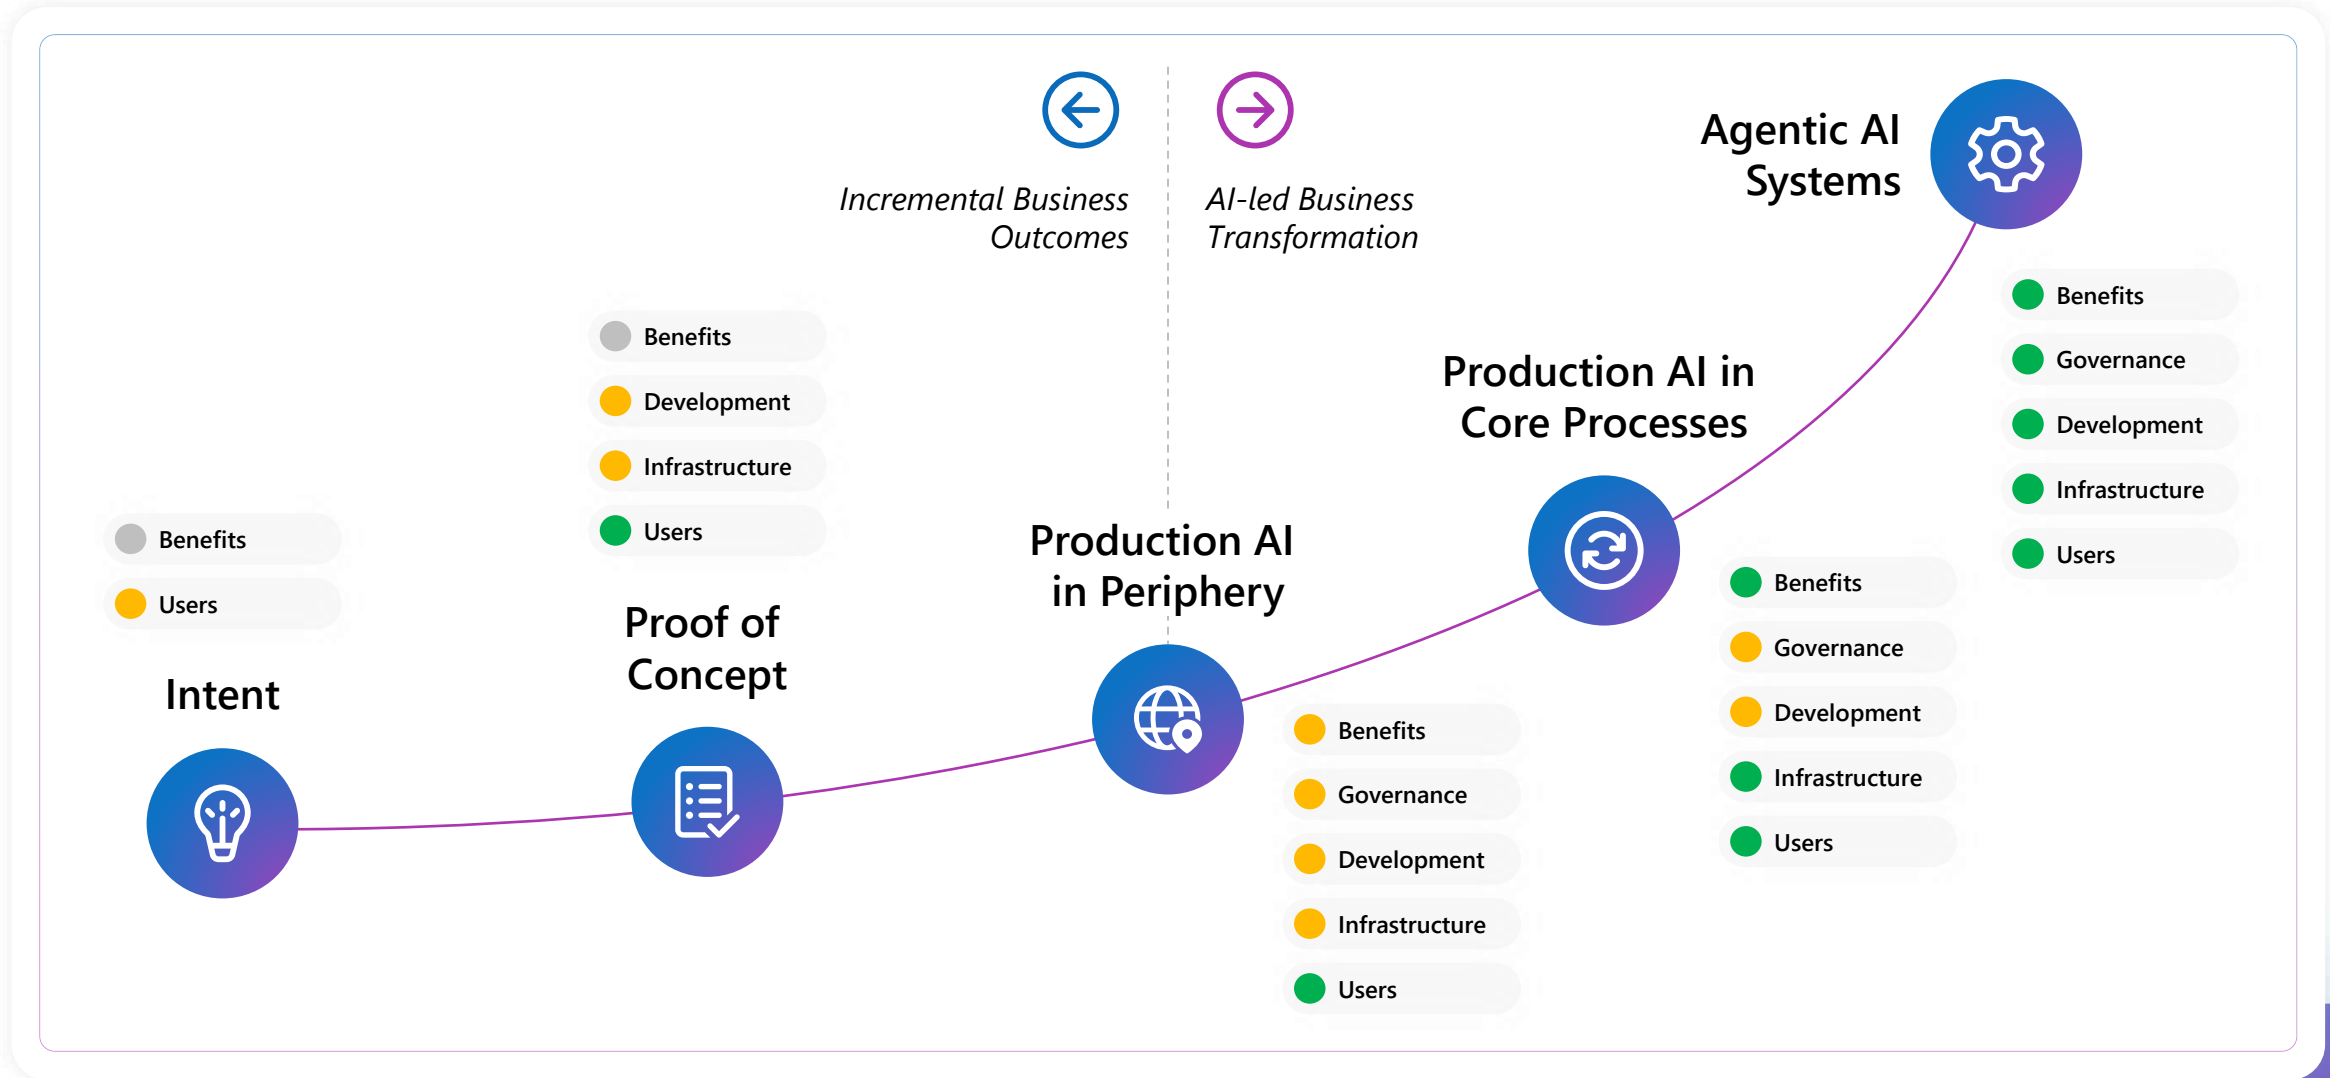 Incremental Business
Outcomes
AI-led Business
Transformation
Benefits
Users
Intent
Benefits
Development
Infrastructure
Users
Proof of
Concept
Production AI
in Periphery
Benefits
Governance
Development
Infrastructure
Users
Production AI in
Core Processes
Benefits
Governance
Development
Infrastructure
Users
Agentic AI
Systems
Benefits
Governance
Development
Infrastructure
Users